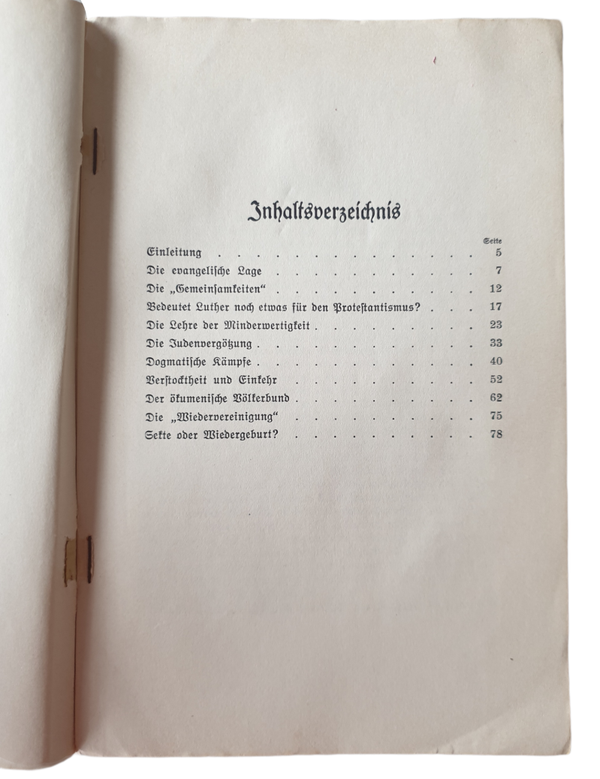 Inhaltsverzeichnis
Seite
Einleitung . . . . . . . . . . . . . 5
Die evangelische Lage . . . . . . . . . . 7
Die „Gemeinsamkeiten“ . . . . . . . . . . 12
Bedeutet Luther noch etwas für den Protestantismus? . . . 17
Die Lehre der Minderwertigkeit . . . . . . . . 23
Die Judenvergötzung . . . . . . . . . . . 33
Dogmatische Kämpfe . . . . . . . . . . . 40
Verstocktheit und Einkehr . . . . . . . . . 52
Der ökumenische Völkerbund . . . . . . . . . 62
Die „Wiedervereinigung“ . . . . . . . . . 75
Sekte oder Wiedergeburt? . . . . . . . . . 78